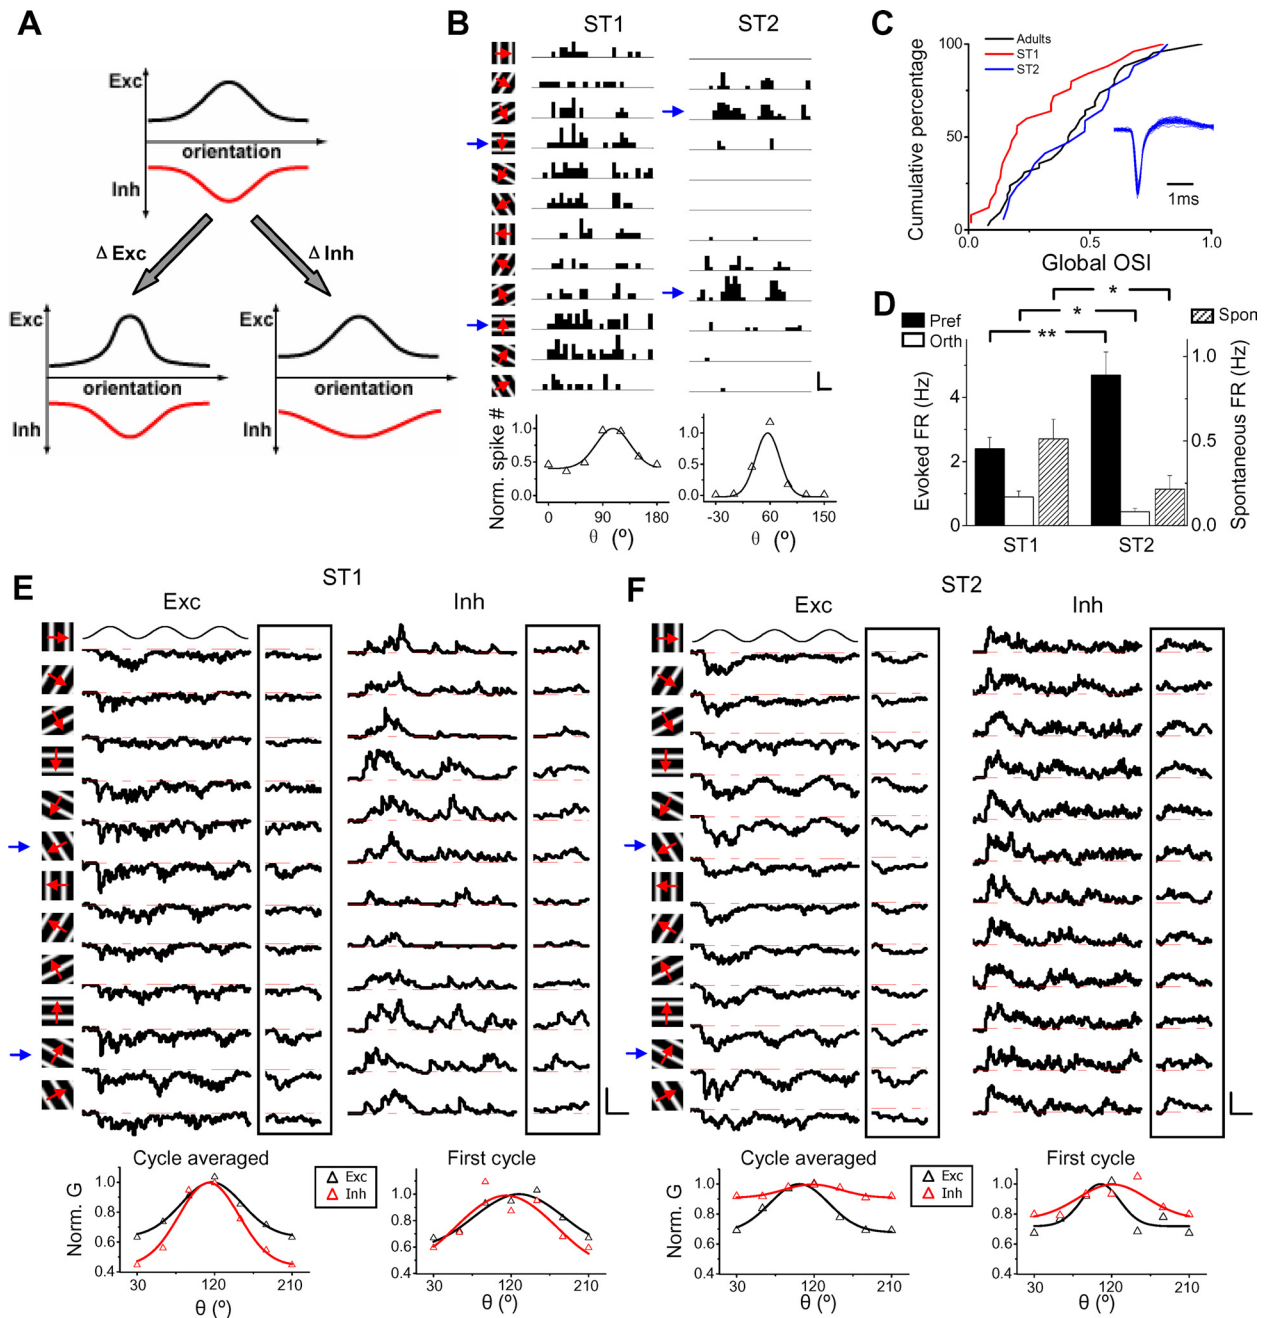 A
Exc
orientation
Inh
Δ Exc
Δ Inh
Exc
orientation
Inh
Exc
orientation
Inh
B
ST1
ST2
Norm. spike #
1.0
0.5
0.0
0
90
180
θ (º)
1.0
0.5
0.0
-30
60
150
θ (º)
C
Adults
ST1
ST2
Cumulative percentage
100
50
0
0.0
0.5
1.0
1ms
Global OSI
D
Pref
Orth
Spon
*
*
**
Evoked FR (Hz)
4
2
0
Spontaneous FR (Hz)
1.0
0.5
0.0
ST1
ST2
E
ST1
Exc
Inh
Cycle averaged
Exc
Inh
First cycle
Norm. G
1.0
0.8
0.6
0.4
30
120
210
θ (º)
1.0
0.8
0.6
0.4
30
120
210
θ (º)
F
ST2
Exc
Inh
Cycle averaged
Exc
Inh
First cycle
Norm. G
1.0
0.8
0.6
0.4
30
120
210
θ (º)
1.0
0.8
0.6
0.4
30
120
210
θ (º)